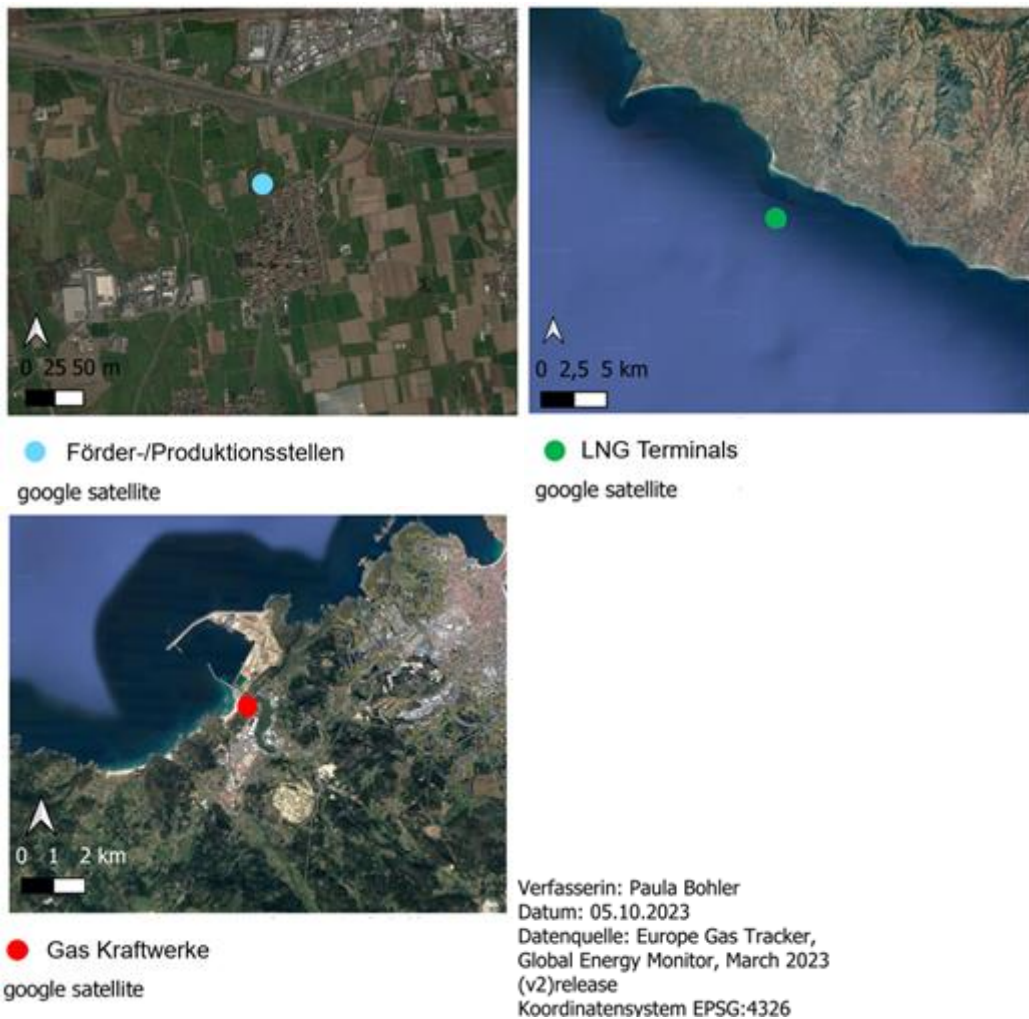 0 25 50 m
0 2,5 5 km
Förder-/Produktionsstellen
google satellite
LNG Terminals
google satellite
0 1 2 km
Gas Kraftwerke
google satellite
Verfasserin: Paula Bohler
Datum: 05.10.2023
Datenquelle: Europe Gas Tracker,
Global Energy Monitor, March 2023
(v2)release
Koordinatensystem EPSG:4326